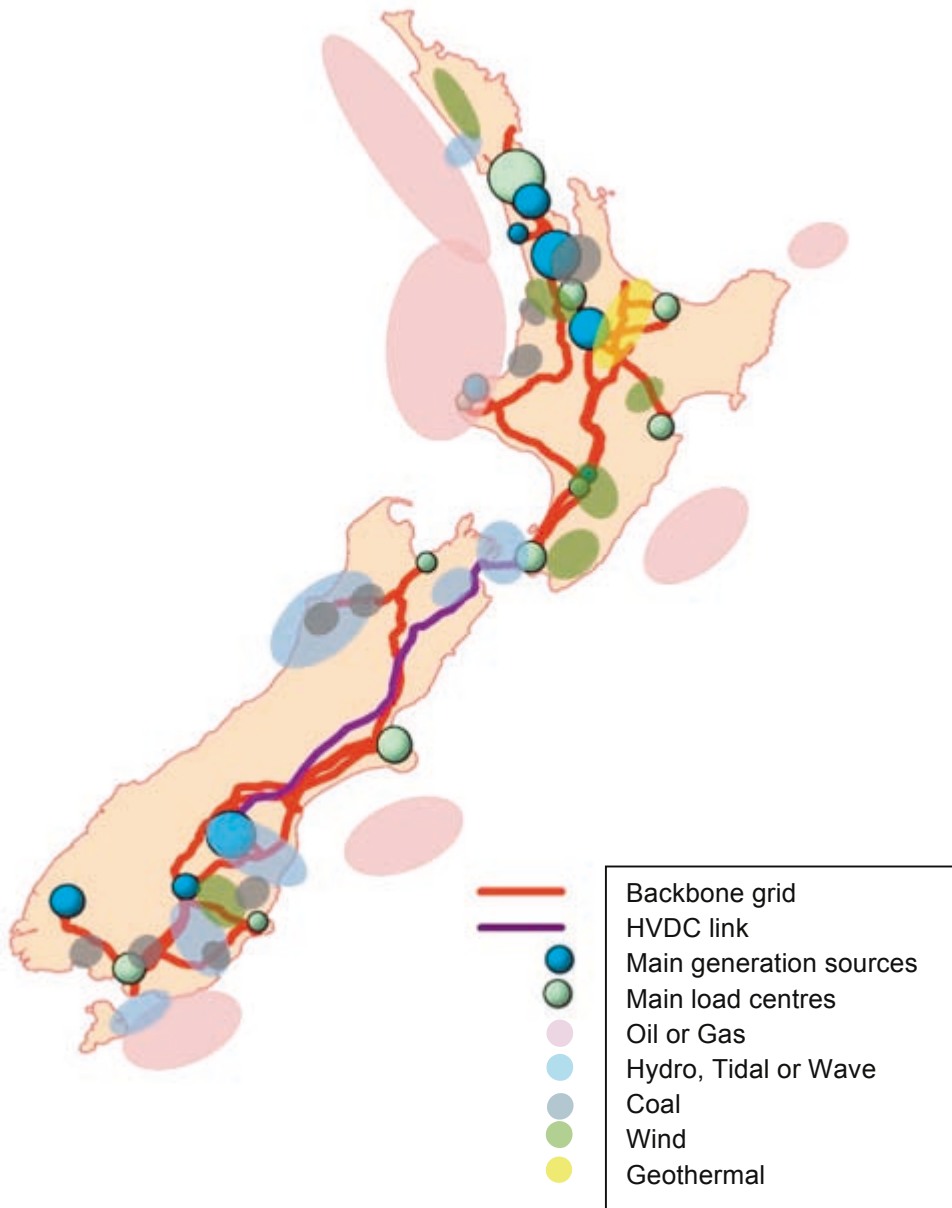 Backbone grid
HVDC link
Main generation sources
Main load centres
Oil or Gas
Hydro, Tidal or Wave
Coal
Wind
Geothermal